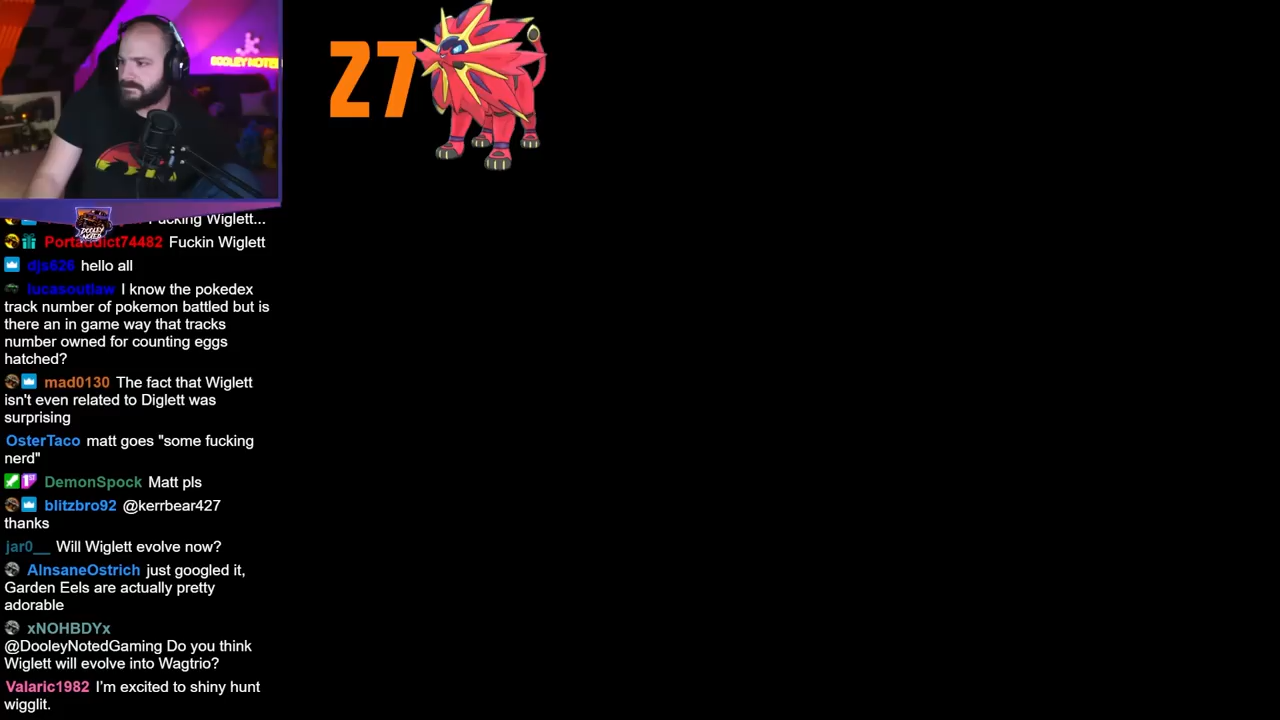 DOOLEY NOTED
27
DOOLEY
NOTED
Fucking Wiglett...
Portaddict74482 Fuckin Wiglett
djs626 hello all
lucasoutlaw I know the pokedex
track number of pokemon battled but is
there an in game way that tracks
number owned for counting eggs
hatched?
mad0130 The fact that Wiglett
isn't even related to Diglett was
surprising
OsterTaco matt goes "some fucking
nerd"
DemonSpock Matt pls
blitzbro92 @kerrbear427
thanks
jar0__ Will Wiglett evolve now?
AInsaneOstrich just googled it,
Garden Eels are actually pretty
adorable
xNOHBDYx
@DooleyNotedGaming Do you think
Wiglett will evolve into Wagtrio?
Valaric1982 I'm excited to shiny hunt
wigglit.